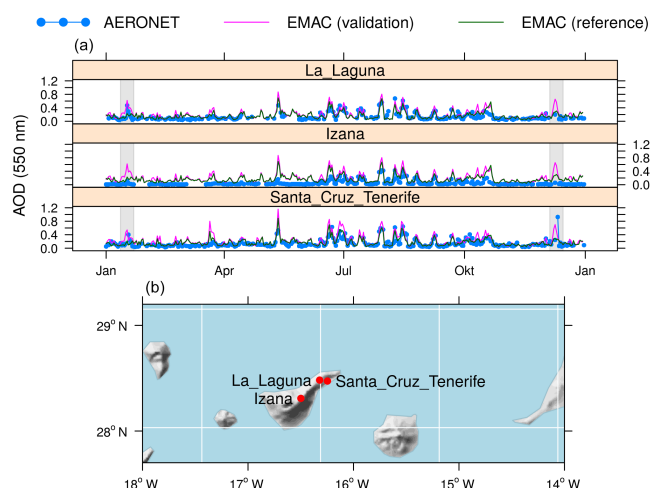 AERONET EMAC (validation) EMAC (reference)
(a)
La_Laguna
1.2
0.8
0.4
0.0
Izana
1.2
0.8
0.4
0.0
Santa_Cruz_Tenerife
1.2
0.8
0.4
0.0
AOD (550 nm)
Jan Apr Jul Okt Jan
(b)
29° N
La_Laguna Santa_Cruz_Tenerife
Izana
28° N
18° W 17° W 16° W 15° W 14° W